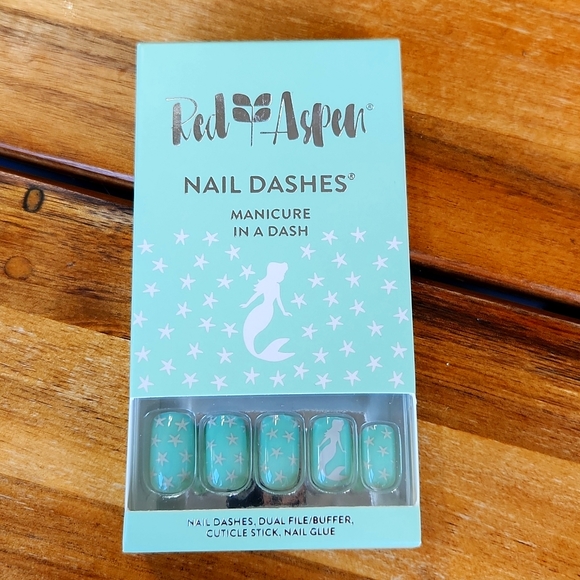 Red Aspen®
NAIL DASHES®
MANICURE
IN A DASH
NAIL DASHES, DUAL FILE/BUFFER,
CUTICLE STICK, NAIL GLUE